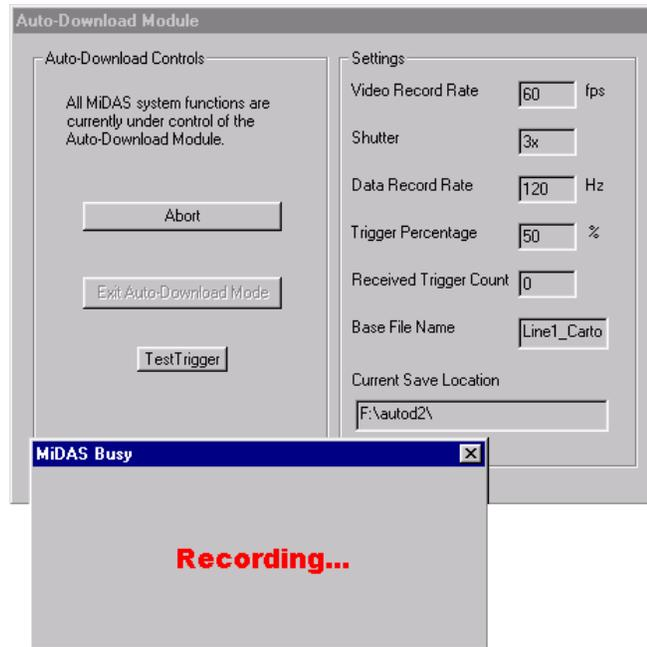 Auto-Download Module
Auto-Download Controls
All MiDAS system functions are
currently under control of the
Auto-Download Module.
Abort
Exit Auto-Download Mode
TestTrigger
Settings
Video Record Rate 60 fps
Shutter 3x
Data Record Rate 120 Hz
Trigger Percentage 50 %
Received Trigger Count 0
Base File Name Line1_Carto
Current Save Location
F:\autod2\
MiDAS Busy
Recording...